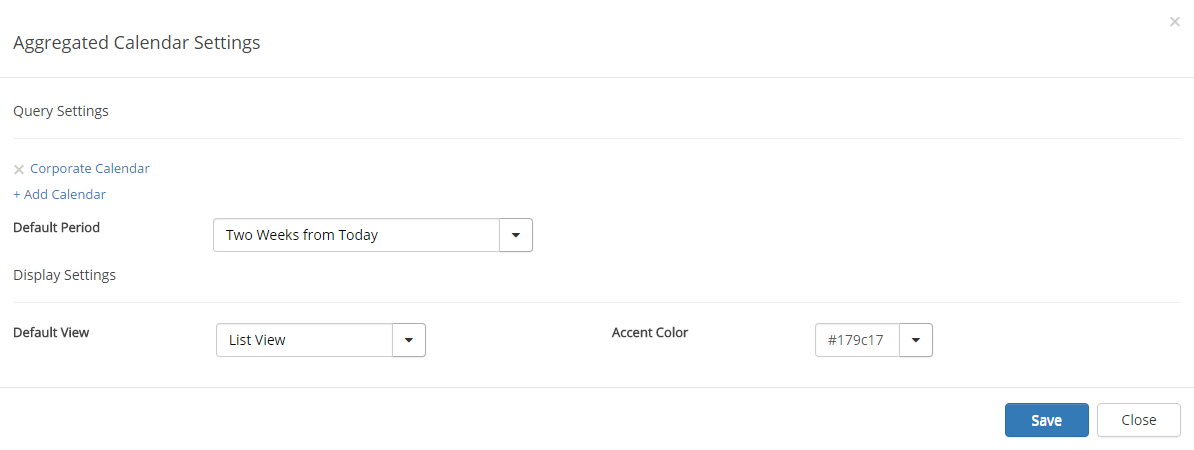 ×
Aggregated Calendar Settings
Query Settings
× Corporate Calendar
+ Add Calendar
Default Period Two Weeks from Today
Display Settings
Default View List View Accent Color #179c17
Save Close